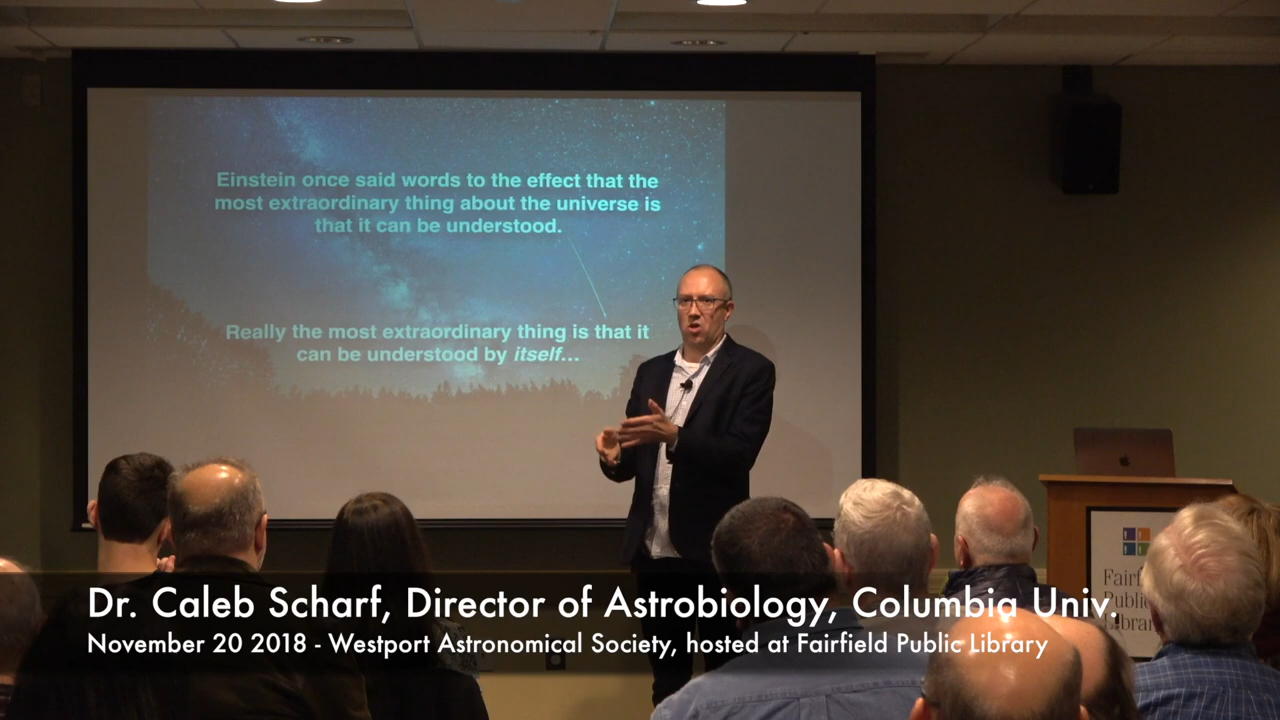 Einstein once said words to the effect that the
most extraordinary thing about the universe is
that it can be understood.
Really the most extraordinary thing is that it
can be understood by itself...
Dr. Caleb Scharf, Director of Astrobiology, Columbia Univ.
November 20 2018 - Westport Astronomical Society, hosted at Fairfield Public Library